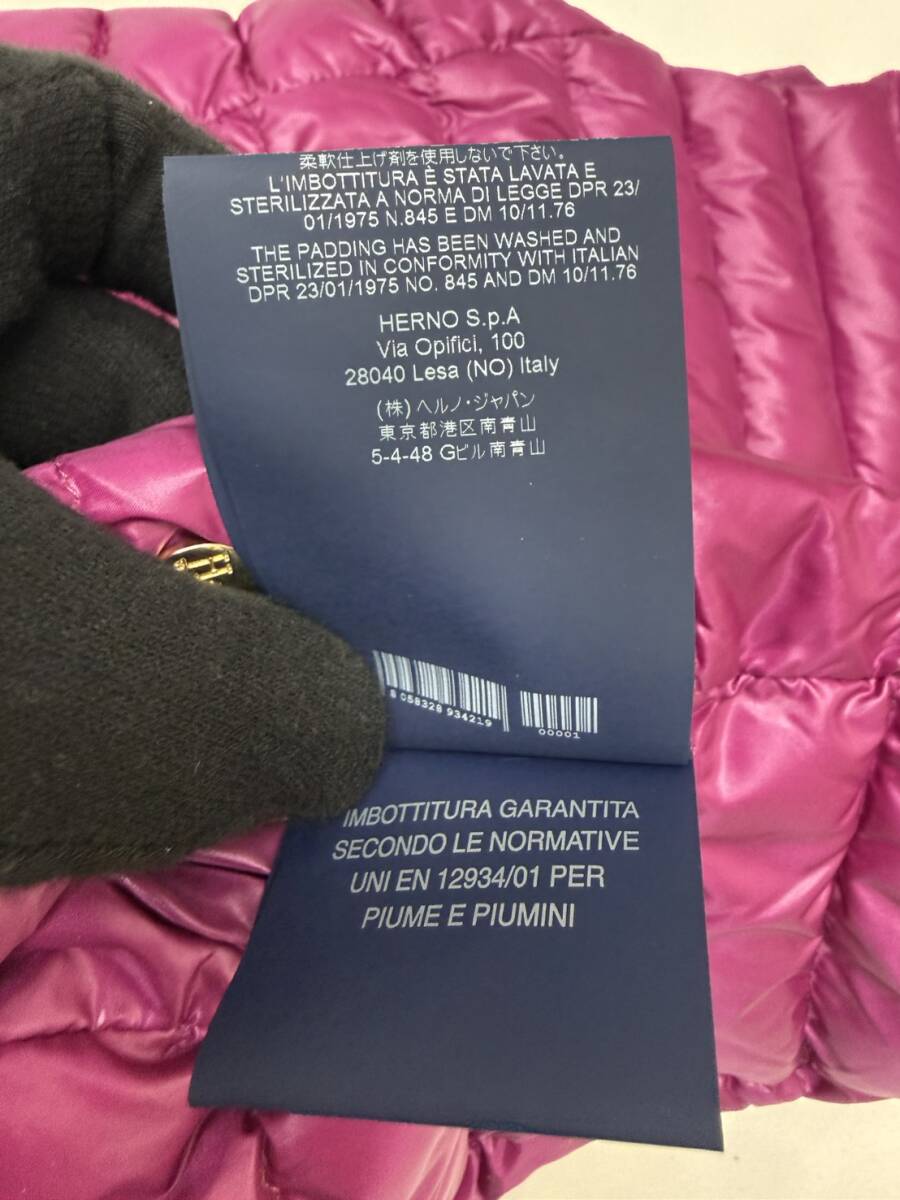 柔軟仕上げ剤を使用しないで下さい。
L'IMBOTTITURA È STATA LAVATA E
STERILIZZATA A NORMA DI LEGGE DPR 23/
01/1975 N.845 E DM 10/11.76
THE PADDING HAS BEEN WASHED AND
STERILIZED IN CONFORMITY WITH ITALIAN
DPR 23/01/1975 NO. 845 AND DM 10/11.76
HERNO S.p.A
Via Opifici, 100
28040 Lesa (NO) Italy
(株)ヘルノ・ジャパン
東京都港区南青山
5-4-48 Gビル南青山
8 058328 934219
00001
IMBOTTITURA GARANTITA
SECONDO LE NORMATIVE
UNI EN 12934/01 PER
PIUME E PIUMINI